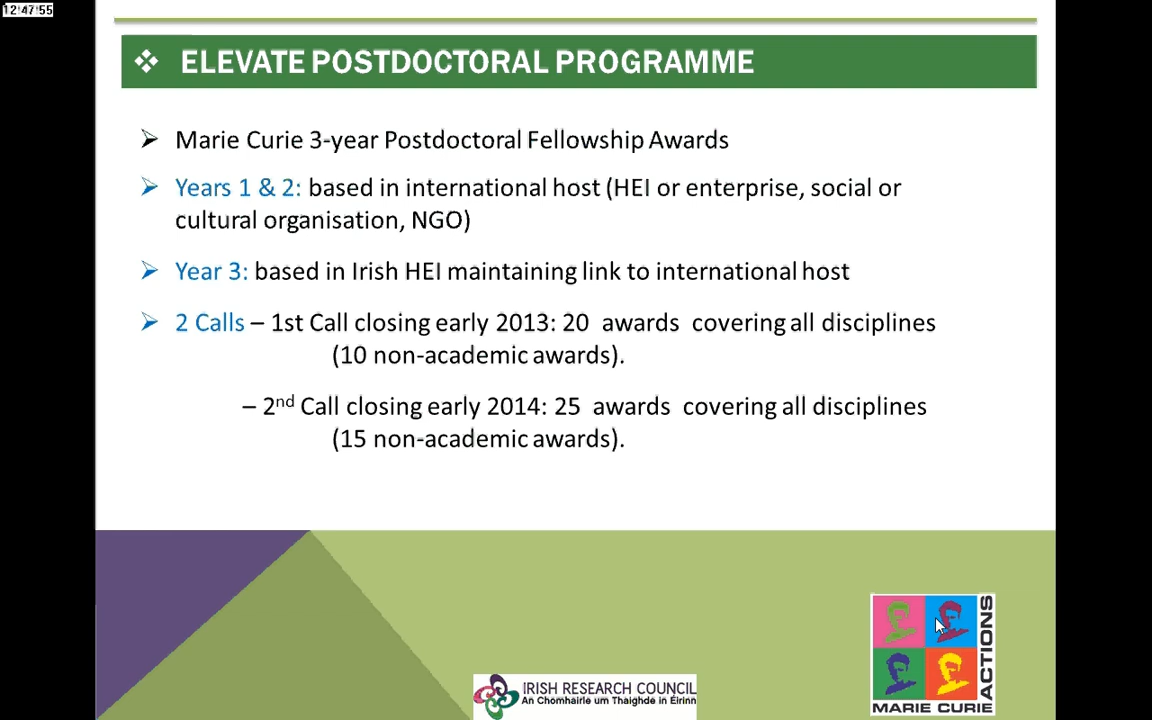 12:47:55
❖ ELEVATE POSTDOCTORAL PROGRAMME
➢ Marie Curie 3-year Postdoctoral Fellowship Awards
➢ Years 1 & 2: based in international host (HEI or enterprise, social or
cultural organisation, NGO)
➢ Year 3: based in Irish HEI maintaining link to international host
➢ 2 Calls – 1st Call closing early 2013: 20 awards covering all disciplines
(10 non-academic awards).
– 2nd Call closing early 2014: 25 awards covering all disciplines
(15 non-academic awards).
IRISH RESEARCH COUNCIL
An Chomhairle um Thaighde in Éirinn
MARIE CURIE
ACTIONS